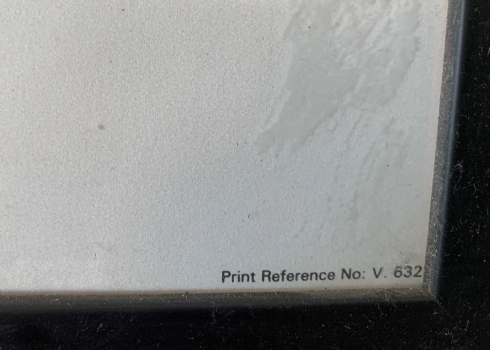 Print Reference No: V. 632